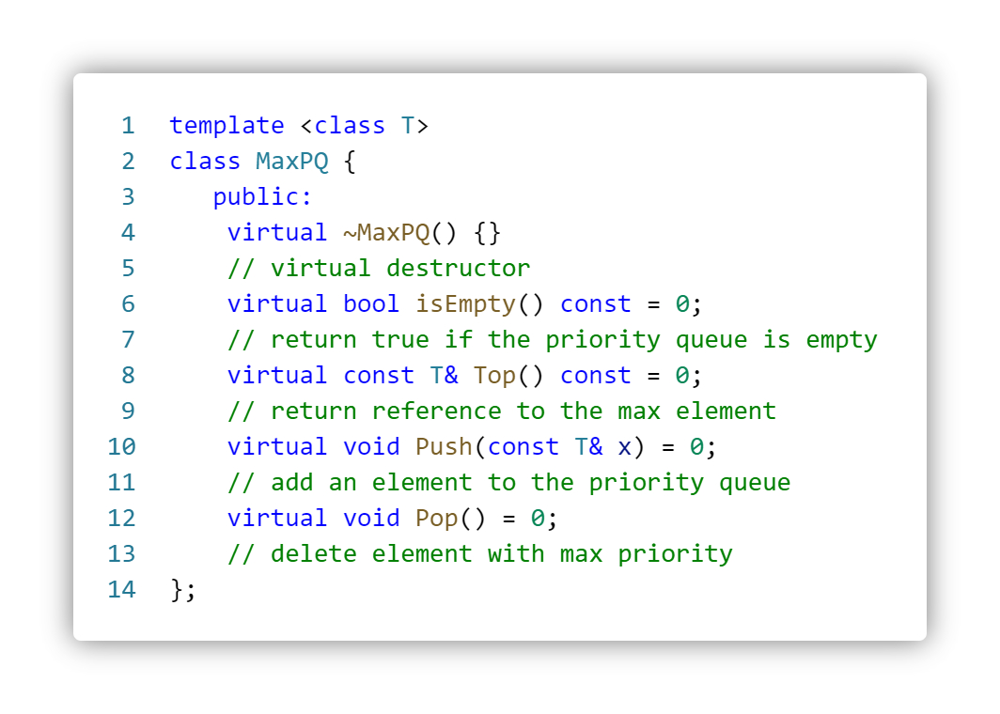 1 template <class T>
2 class MaxPQ {
3    public:
4     virtual ~MaxPQ() {}
5     // virtual destructor
6     virtual bool isEmpty() const = 0;
7     // return true if the priority queue is empty
8     virtual const T& Top() const = 0;
9     // return reference to the max element
10     virtual void Push(const T& x) = 0;
11     // add an element to the priority queue
12     virtual void Pop() = 0;
13     // delete element with max priority
14 };